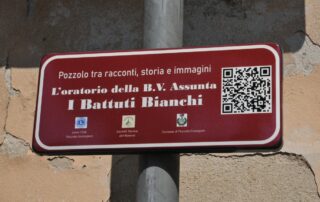 Pozzolo tra racconti, storia e immagini
L'oratorio della B.V. Assunta
I Battuti Bianchi